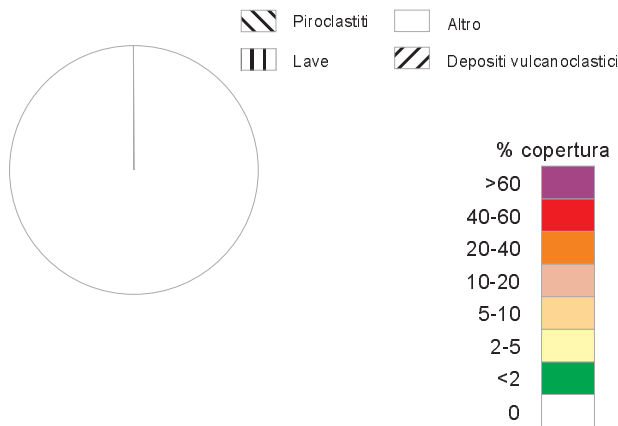 Piroclastiti
Altro
Lave
Depositi vulcanoclastici
% copertura
>60
40-60
20-40
10-20
5-10
2-5
<2
0